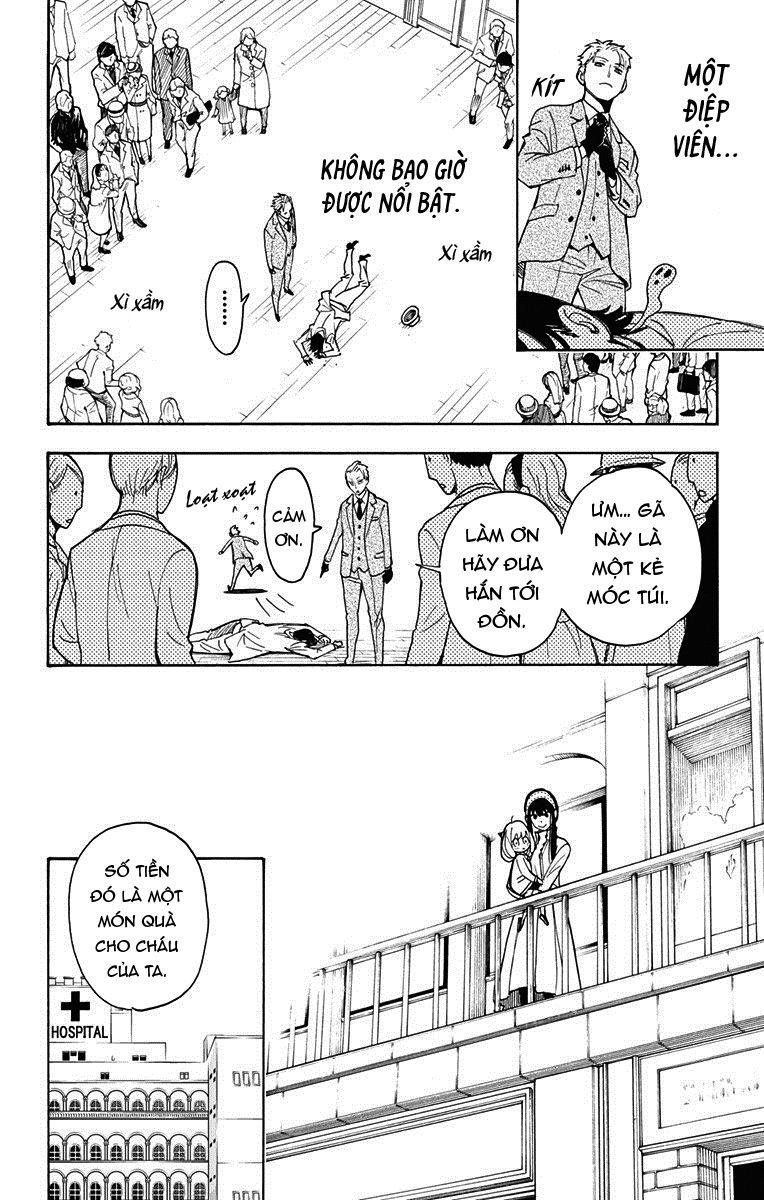 MỘT
ĐIỆP
VIÊN...
KÍT
KHÔNG BAO GIỜ
ĐƯỢC NỔI BẬT.
Xì xầm
......
Xì xầm
ƯM... GÃ
NÀY LÀ
MỘT KẺ
MÓC TÚI.
LÀM ƠN
HÃY ĐƯA
HẮN TỚI
ĐỒN.
CẢM
ƠN.
Loạt xoạt
SỐ TIỀN
ĐÓ LÀ MỘT
MÓN QUÀ
CHO CHÁU
CỦA TA.
HOSPITAL